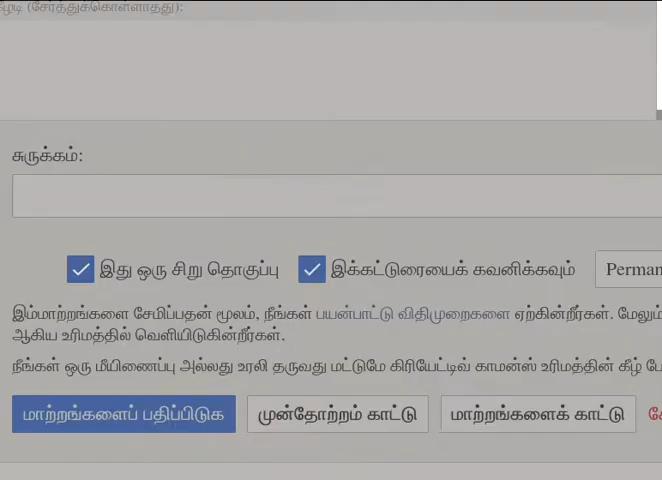 (சேர்த்துக்கொள்ளாதது):
சுருக்கம்:
இது ஒரு சிறு தொகுப்பு இக்கட்டுரையைக் கவனிக்கவும்
இம்மாற்றங்களை சேமிப்பதன் மூலம், நீங்கள் பயன்பாட்டு விதிமுறைகளை ஏற்கின்றீர்கள். மேலும்
ஆகிய உரிமத்தில் வெளியிடுகின்றீர்கள்.
நீங்கள் ஒரு மீயிணைப்பு அல்லது உரலி தருவது மட்டுமே கிரியேட்டிவ் காமன்ஸ் உரிமத்தின் கீழ்
மாற்றங்களைப் பதிப்பிடுக முன்தோற்றம் காட்டு மாற்றங்களைக் காட்டு